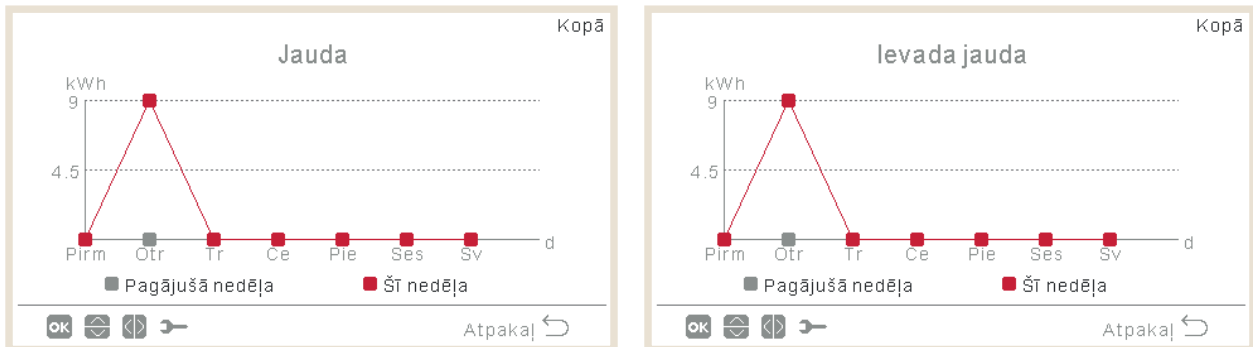 Kopā
Jauda
kWh
9
4.5
Pirm Otr Tr Ce Pie Ses Sv d
Pagājušā nedēļa Šī nedēļa
OK Atpakaļ
Kopā
Ievada jauda
kWh
9
4.5
Pirm Otr Tr Ce Pie Ses Sv d
Pagājušā nedēļa Šī nedēļa
OK Atpakaļ